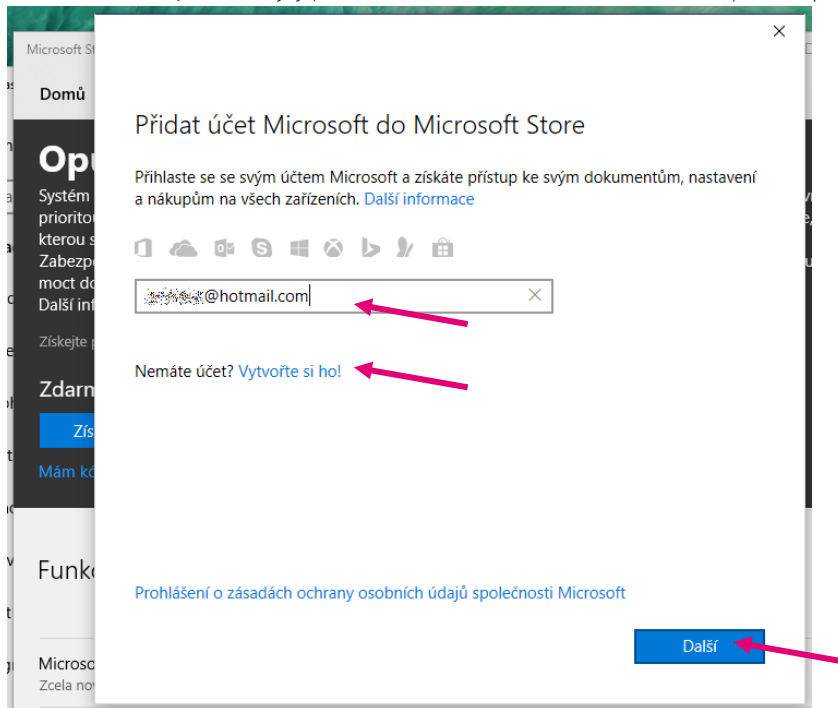 Microsoft St
Domů
Přidat účet Microsoft do Microsoft Store
Přihlaste se se svým účtem Microsoft a získáte přístup ke svým dokumentům, nastavení
a nákupům na všech zařízeních. Další informace
@hotmail.com
Nemáte účet? Vytvořte si ho!
Prohlášení o zásadách ochrany osobních údajů společnosti Microsoft
Další
Systém
kterou s
Zabezp
moct do
Další inf
Získejte p
Zdarm
Zís
Mám kó
Funkc
Microso
Zcela no